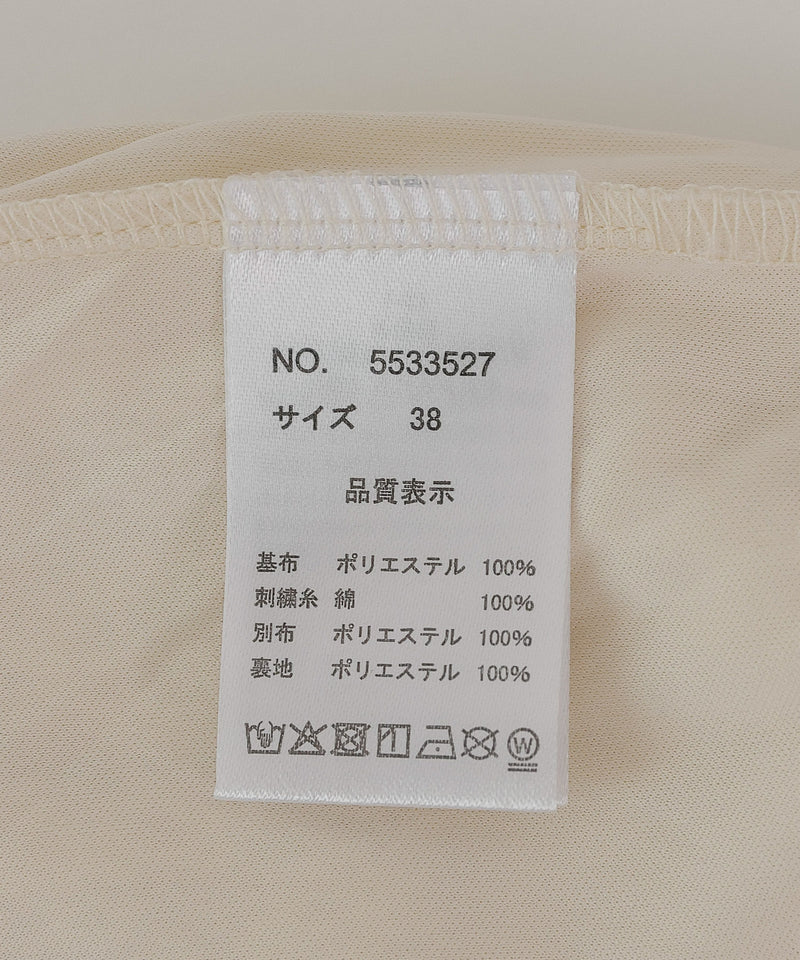 NO. 5533527
サイズ 38
品質表示
基布 ポリエステル 100%
刺繍糸 綿 100%
別布 ポリエステル 100%
裏地 ポリエステル 100%
W